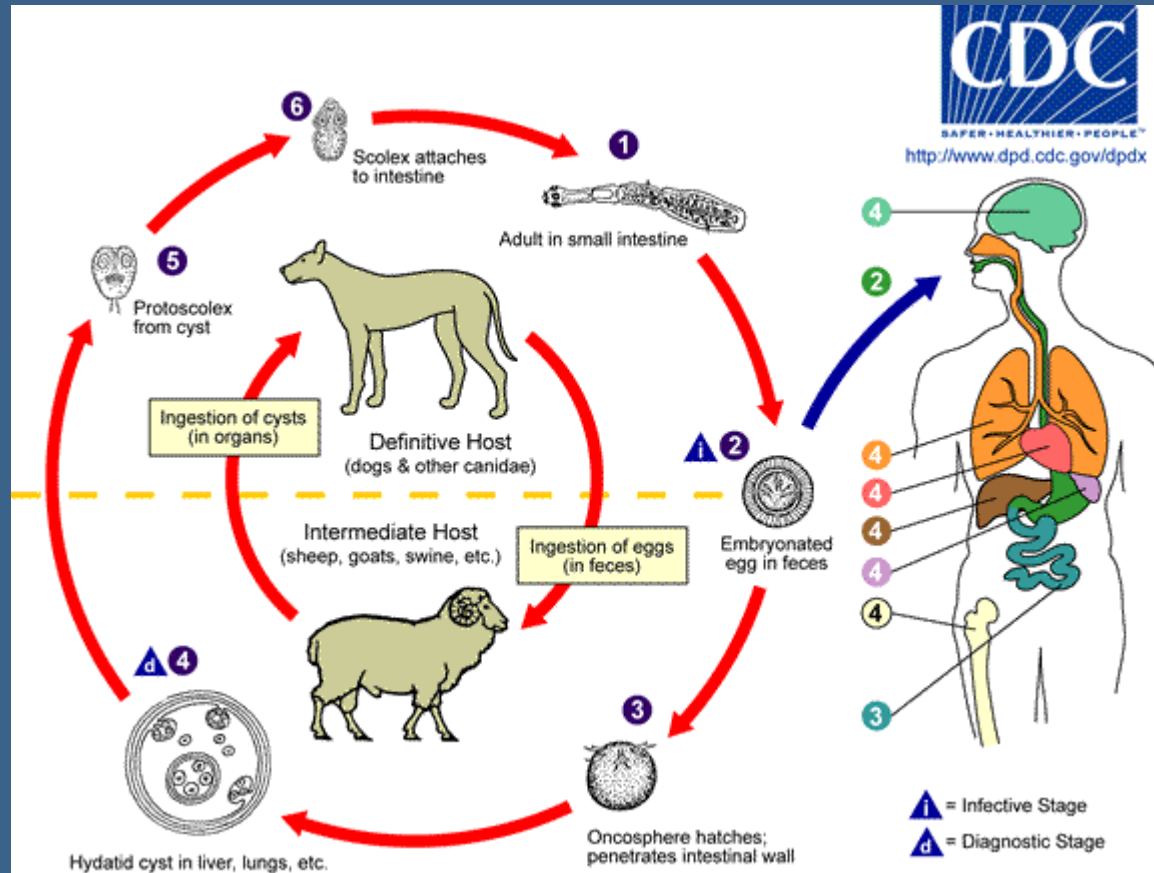 CDC
SAFER•HEALTHIER•PEOPLE™
http://www.dpd.cdc.gov/dpdx
6
Scolex attaches
to intestine
1
Adult in small intestine
5
Protoscolex
from cyst
Ingestion of cysts
(in organs)
Definitive Host
(dogs & other canidae)
i 2
Embryonated
egg in feces
Intermediate Host
(sheep, goats, swine, etc.)
Ingestion of eggs
(in feces)
d 4
Hydatid cyst in liver, lungs, etc.
3
Oncosphere hatches;
penetrates intestinal wall
4
2
4
4
4
4
4
3
i = Infective Stage
d = Diagnostic Stage